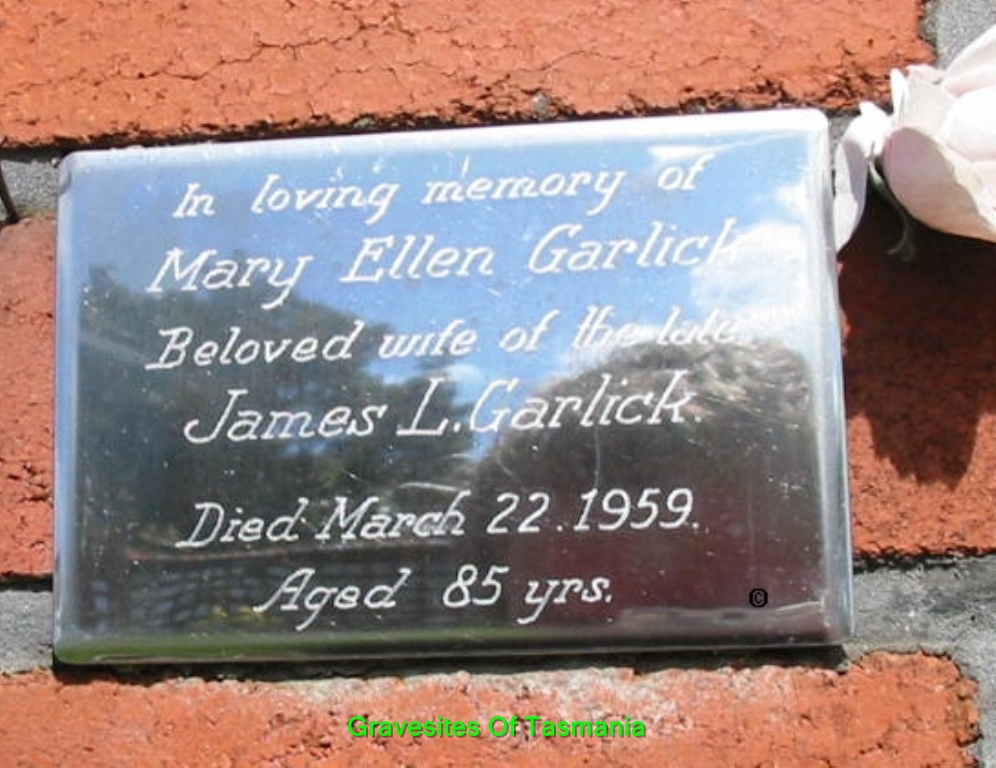 In loving memory of
Mary Ellen Garlick
Beloved wife of the late
James L. Garlick.
Died March 22. 1959.
Aged 85 yrs.
©
Gravesites Of Tasmania